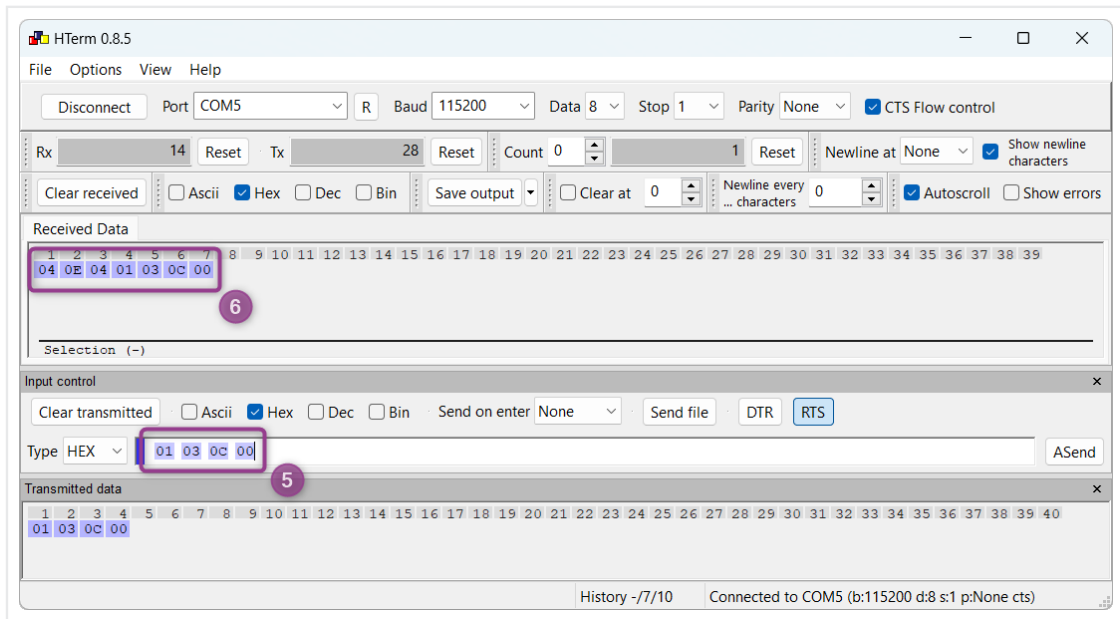 HTerm 0.8.5
File Options View Help
Disconnect Port COM5 R Baud 115200 Data 8 Stop 1 Parity None CTS Flow control
Rx 14 Reset Tx 28 Reset Count 0 1 Reset Newline at None Show newline characters
Clear received Ascii Hex Dec Bin Save output Clear at 0 Newline every ... characters 0 Autoscroll Show errors
Received Data
1 2 3 4 5 6 7 8 9 10 11 12 13 14 15 16 17 18 19 20 21 22 23 24 25 26 27 28 29 30 31 32 33 34 35 36 37 38 39
04 0E 04 01 03 0C 00
6
Selection (-)
Input control
Clear transmitted Ascii Hex Dec Bin Send on enter None Send file DTR RTS
Type HEX 01 03 0C 00 ASend
5
Transmitted data
1 2 3 4 5 6 7 8 9 10 11 12 13 14 15 16 17 18 19 20 21 22 23 24 25 26 27 28 29 30 31 32 33 34 35 36 37 38 39 40
01 03 0C 00
History -/7/10 Connected to COM5 (b:115200 d:8 s:1 p:None cts)